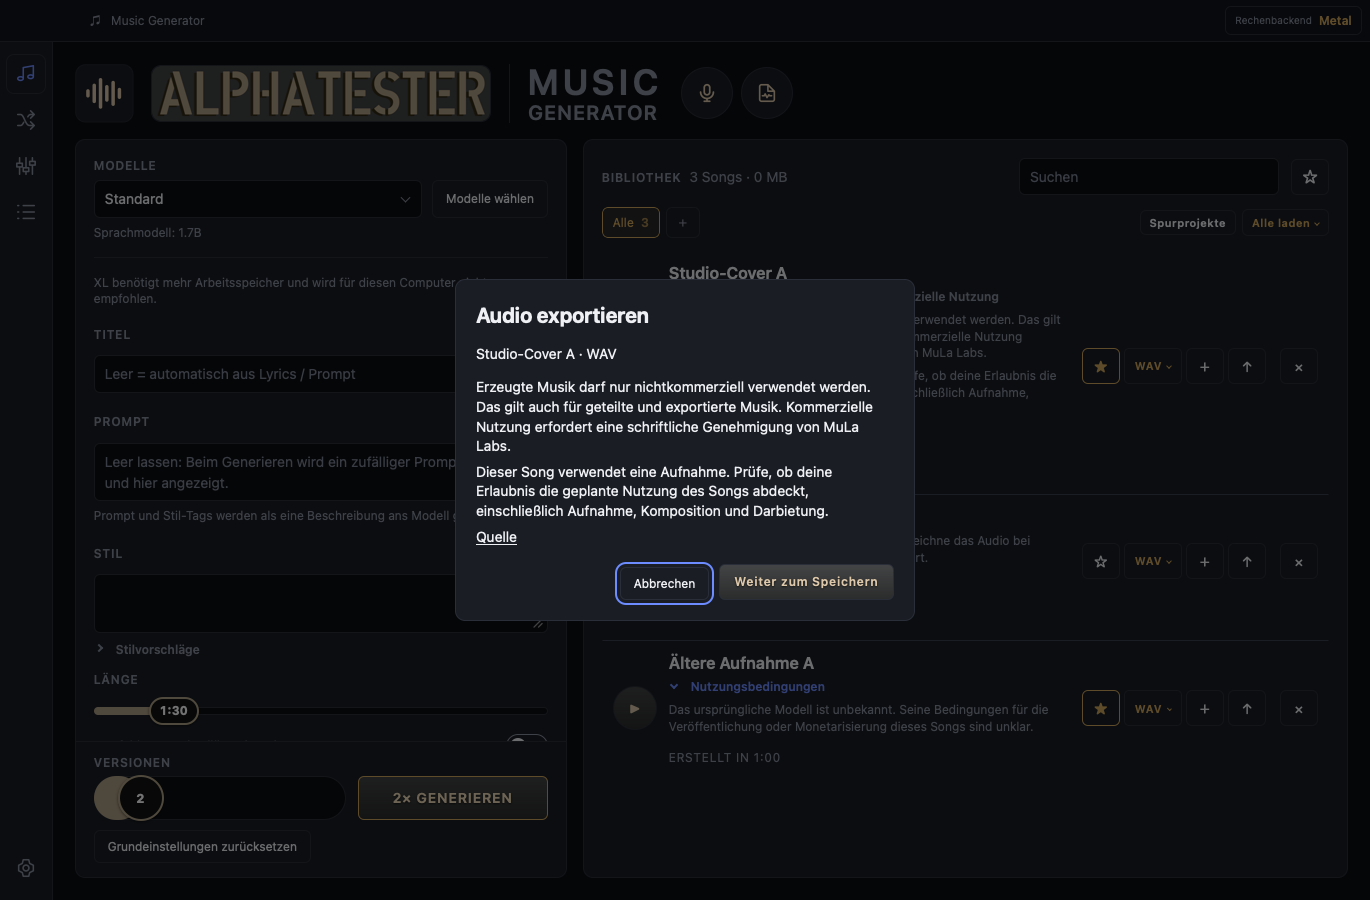 Music Generator
Rechenbackend Metal
ALPHATESTER
MUSIC
GENERATOR
MODELLE
Standard
Modelle wählen
Sprachmodell: 1.7B
XL benötigt mehr Arbeitsspeicher und wird für diesen Computer
empfohlen.
TITEL
Leer = automatisch aus Lyrics / Prompt
PROMPT
Leer lassen: Beim Generieren wird ein zufälliger Promp
und hier angezeigt.
Prompt und Stil-Tags werden als eine Beschreibung ans Modell
STIL
Stilvorschläge
LÄNGE
1:30
VERSIONEN
2
2× GENERIEREN
Grundeinstellungen zurücksetzen
BIBLIOTHEK 3 Songs · 0 MB
Suchen
Alle 3
+
Spurprojekte
Alle laden
Studio-Cover A
zielle Nutzung
erwendet werden. Das gilt
mmerzielle Nutzung
n MuLa Labs.
fe, ob deine Erlaubnis die
schließlich Aufnahme,
WAV
Audio exportieren
Studio-Cover A · WAV
Erzeugte Musik darf nur nichtkommerziell verwendet werden.
Das gilt auch für geteilte und exportierte Musik. Kommerzielle
Nutzung erfordert eine schriftliche Genehmigung von MuLa
Labs.
Dieser Song verwendet eine Aufnahme. Prüfe, ob deine
Erlaubnis die geplante Nutzung des Songs abdeckt,
einschließlich Aufnahme, Komposition und Darbietung.
Quelle
Abbrechen
Weiter zum Speichern
eichne das Audio bei
rt.
WAV
Ältere Aufnahme A
Nutzungsbedingungen
Das ursprüngliche Modell ist unbekannt. Seine Bedingungen für die
Veröffentlichung oder Monetarisierung dieses Songs sind unklar.
ERSTELLT IN 1:00
WAV